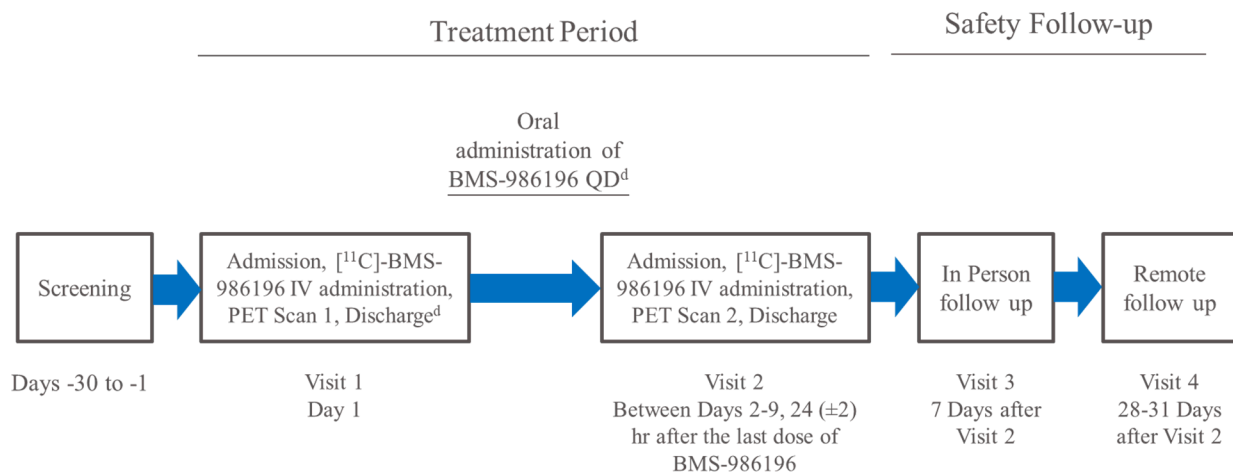 Treatment Period
Safety Follow-up
Oral
administration of
BMS-986196 QDᵈ
Screening
Admission, [¹¹C]-BMS-
986196 IV administration,
PET Scan 1, Dischargeᵈ
Admission, [¹¹C]-BMS-
986196 IV administration,
PET Scan 2, Discharge
In Person
follow up
Remote
follow up
Days -30 to -1
Visit 1
Day 1
Visit 2
Between Days 2-9, 24 (±2)
hr after the last dose of
BMS-986196
Visit 3
7 Days after
Visit 2
Visit 4
28-31 Days
after Visit 2